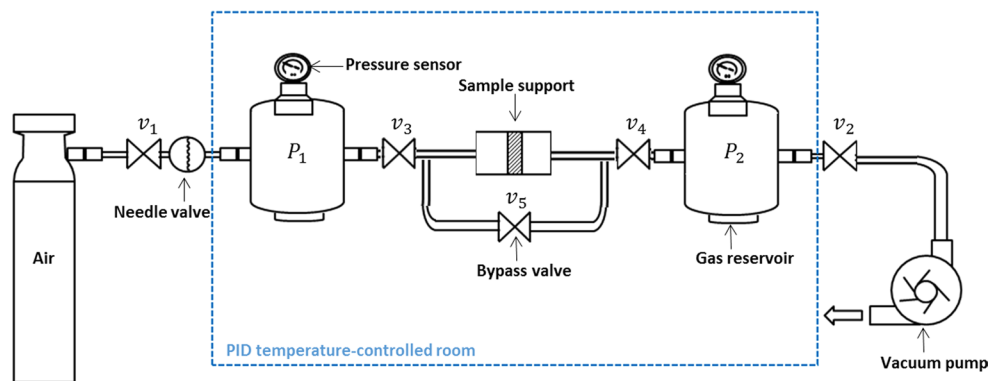 Pressure sensor
Sample support
v₁
v₃
v₄
v₂
P₁
P₂
Needle valve
v₅
Air
Bypass valve
Gas reservoir
PID temperature-controlled room
Vacuum pump